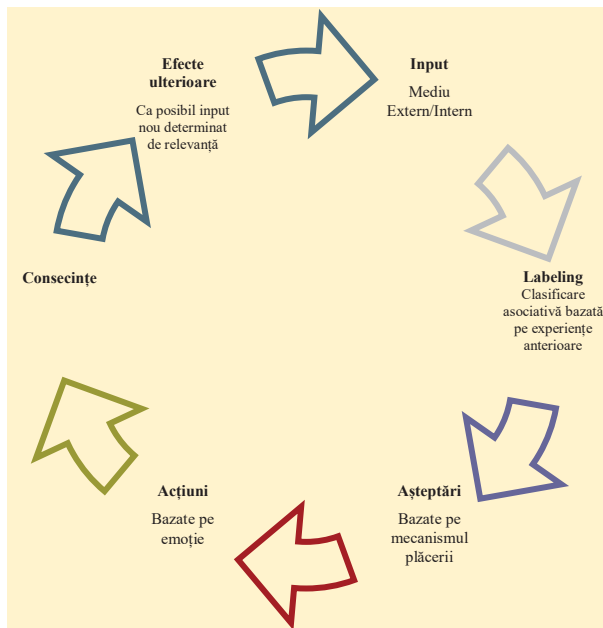 Efecte
ulterioare
Ca posibil input
nou determinat
de relevanță
Input
Mediu
Extern/Intern
Labeling
Clasificare
asociativă bazată
pe experiențe
anterioare
Așteptări
Bazate pe
mecanismul
plăcerii
Acțiuni
Bazate pe
emoție
Consecințe